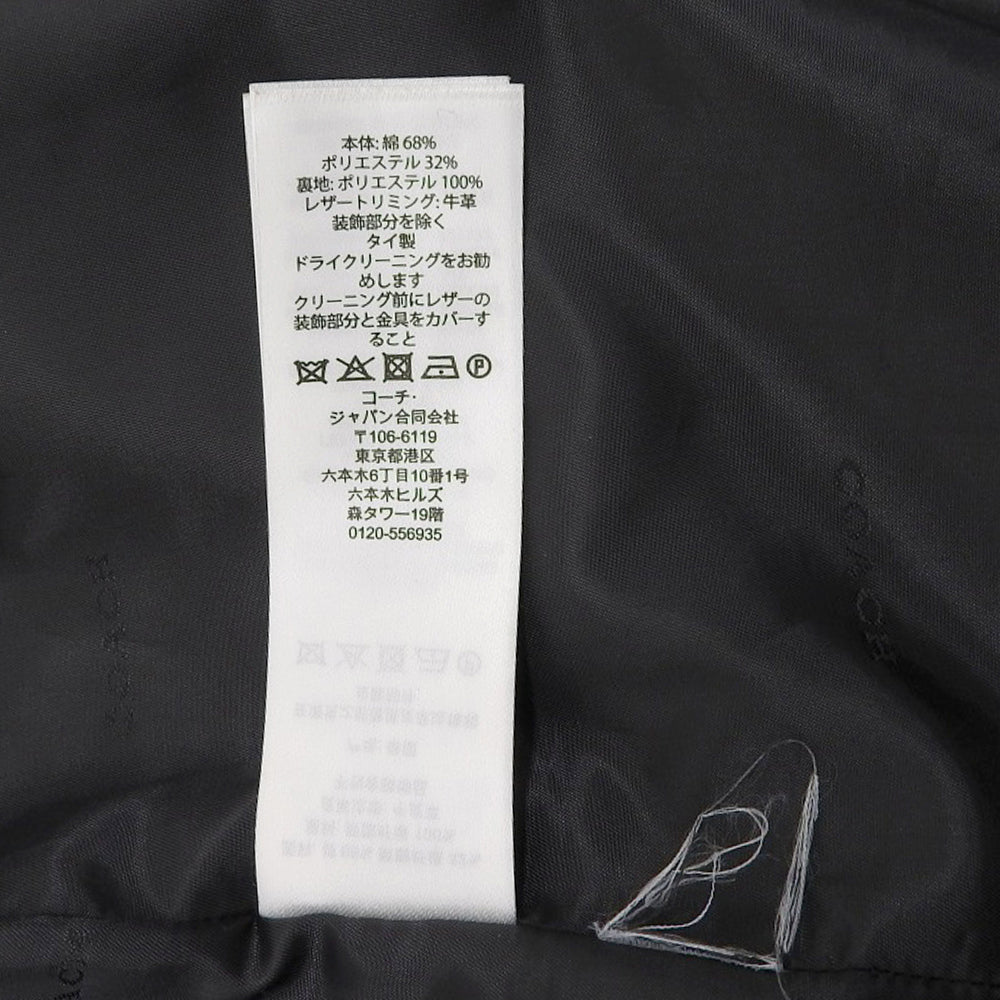 本体: 綿 68%
ポリエステル 32%
裏地: ポリエステル 100%
レザートリミング: 牛革
装飾部分を除く
タイ製
ドライクリーニングをお勧
めします
クリーニング前にレザーの
装飾部分と金具をカバーす
ること
P
コーチ・
ジャパン合同会社
〒106-6119
東京都港区
六本木6丁目10番1号
六本木ヒルズ
森タワー19階
0120-556935
COACH
COACH